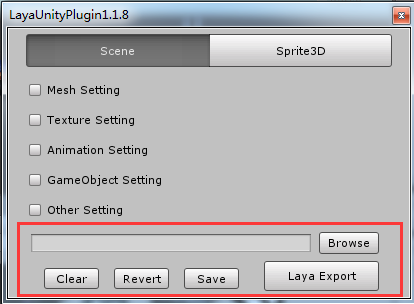 LayaUnityPlugin1.1.8
Scene Sprite3D
Mesh Setting
Texture Setting
Animation Setting
GameObject Setting
Other Setting
Browse
Clear Revert Save Laya Export